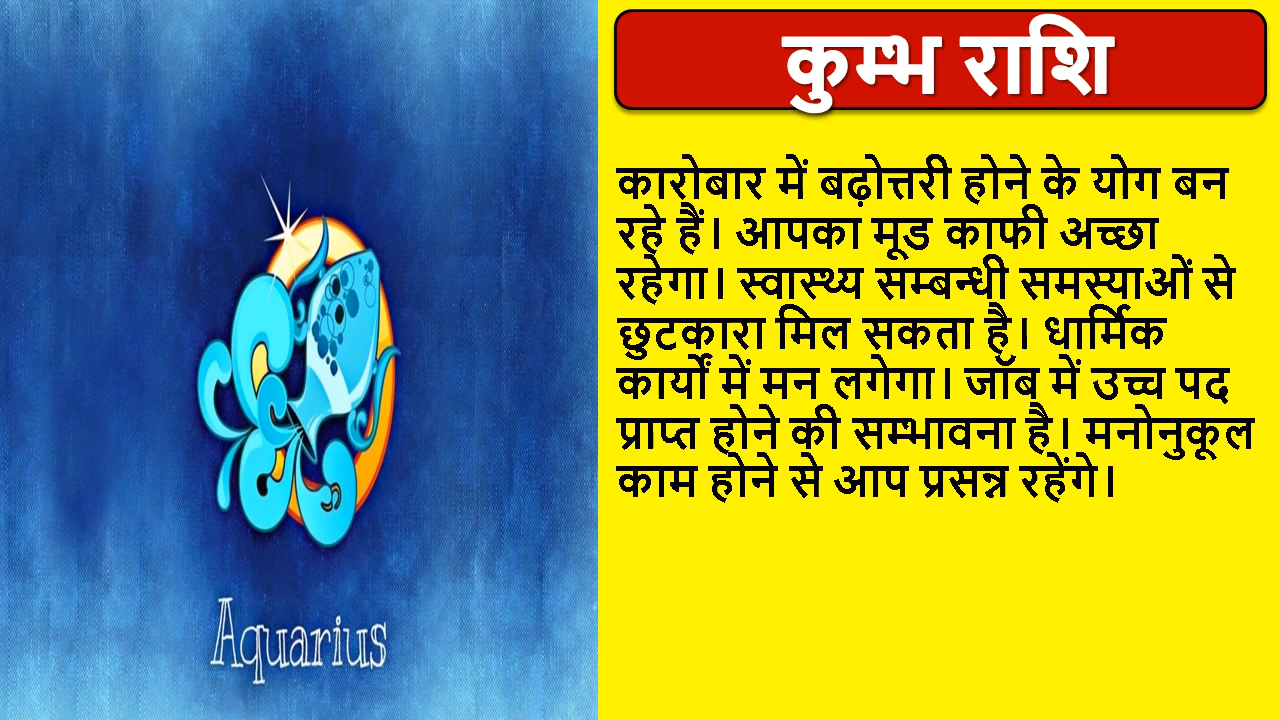 कुम्भ राशि
कारोबार में बढ़ोत्तरी होने के योग बन
रहे हैं। आपका मूड काफी अच्छा
रहेगा। स्वास्थ्य सम्बन्धी समस्याओं से
छुटकारा मिल सकता है। धार्मिक
कार्यों में मन लगेगा। जॉब में उच्च पद
प्राप्त होने की सम्भावना है। मनोनुकूल
काम होने से आप प्रसन्न रहेंगे।
Aquarius